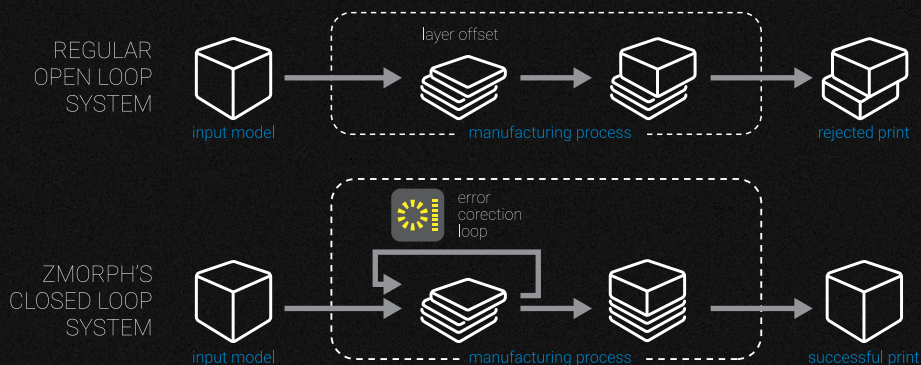 REGULAR
OPEN LOOP
SYSTEM
layer offset
input model
manufacturing process
rejected print
error
corection
loop
ZMORPH'S
CLOSED LOOP
SYSTEM
input model
manufacturing process
successful print